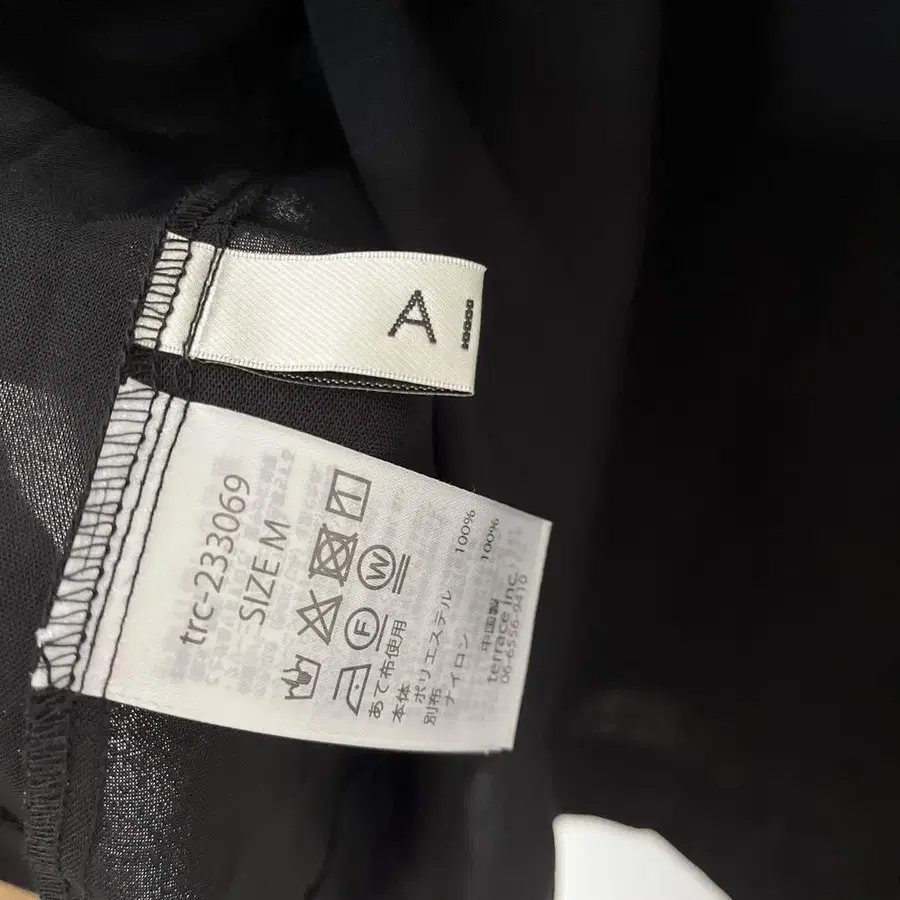 A
trc-233069
SIZE M
W
F
あて布使用
本体 ポリエステル 100%
別布 ナイロン 100%
中国製
terrace inc.
06-6556-9410